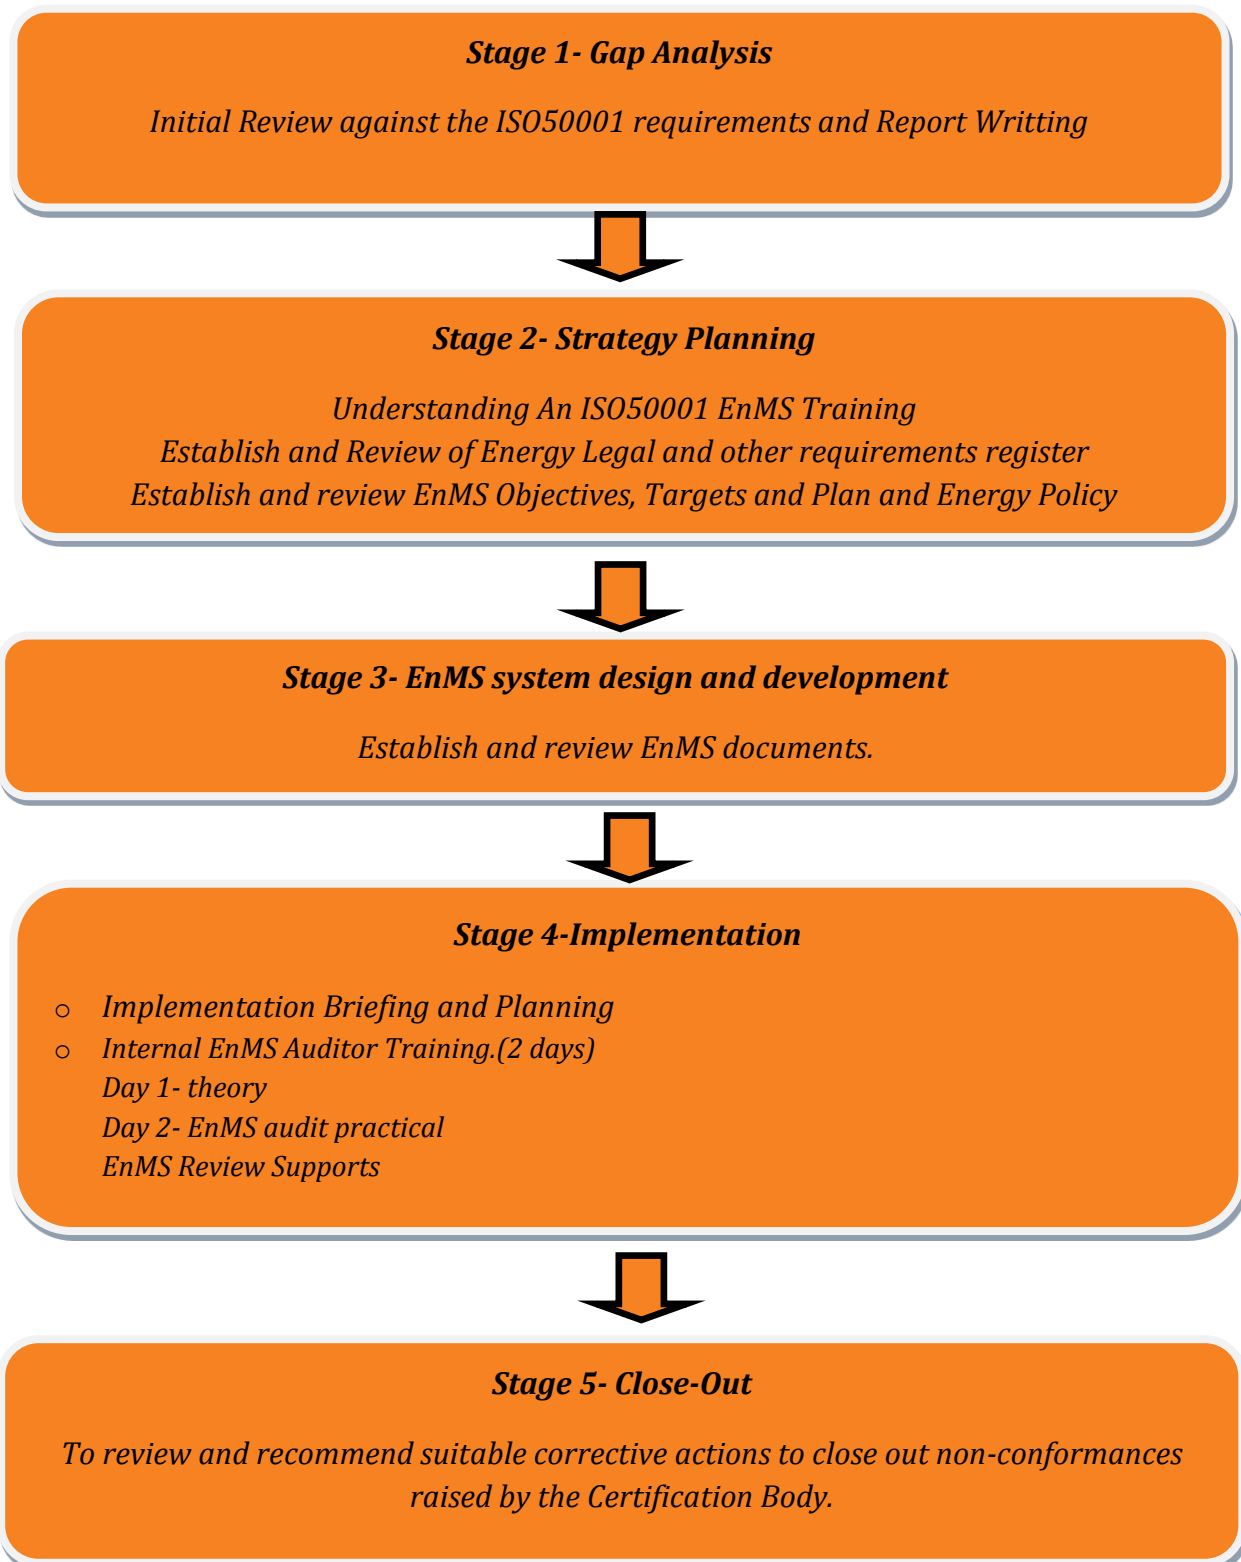 Stage 1- Gap Analysis
Initial Review against the ISO50001 requirements and Report Writting
Stage 2- Strategy Planning
Understanding An ISO50001 EnMS Training
Establish and Review of Energy Legal and other requirements register
Establish and review EnMS Objectives, Targets and Plan and Energy Policy
Stage 3- EnMS system design and development
Establish and review EnMS documents.
Stage 4-Implementation
o Implementation Briefing and Planning
o Internal EnMS Auditor Training.(2 days)
Day 1- theory
Day 2- EnMS audit practical
EnMS Review Supports
Stage 5- Close-Out
To review and recommend suitable corrective actions to close out non-conformances
raised by the Certification Body.